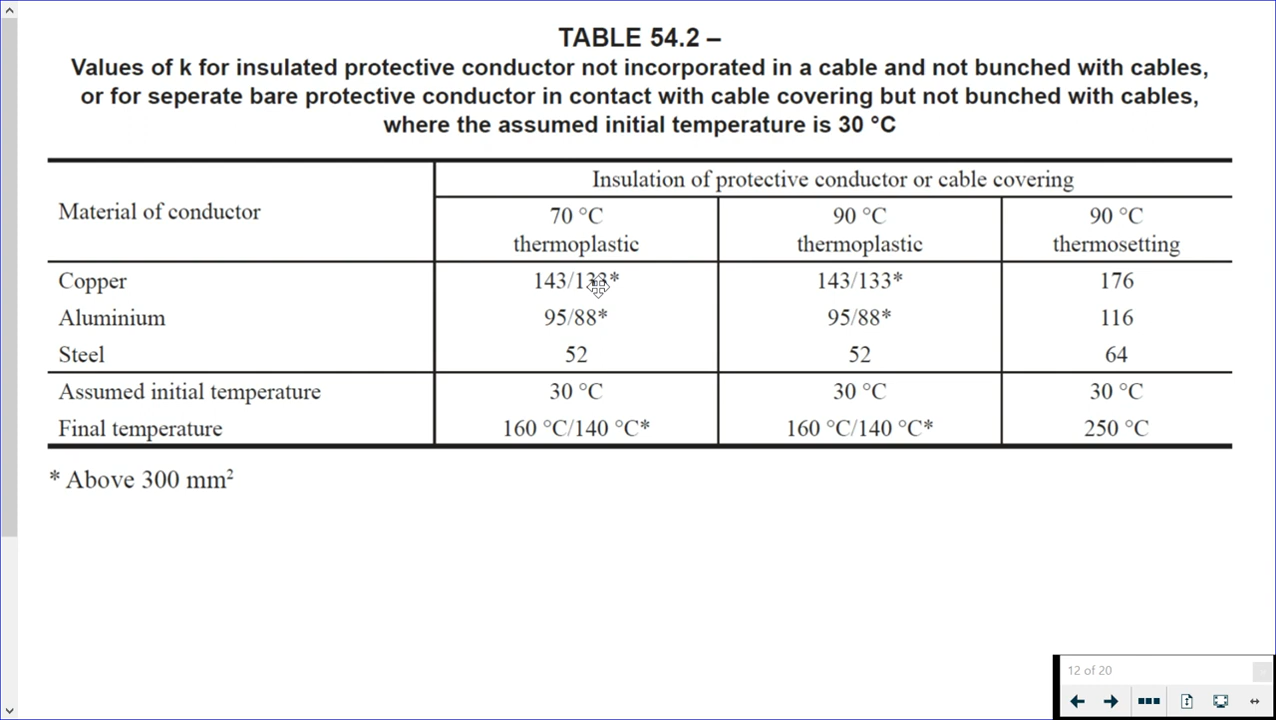 TABLE 54.2 –
Values of k for insulated protective conductor not incorporated in a cable and not bunched with cables,
or for seperate bare protective conductor in contact with cable covering but not bunched with cables,
where the assumed initial temperature is 30 °C
Insulation of protective conductor or cable covering
Material of conductor
70 °C thermoplastic
90 °C thermoplastic
90 °C thermosetting
Copper 143/133* 143/133* 176
Aluminium 95/88* 95/88* 116
Steel 52 52 64
Assumed initial temperature 30 °C 30 °C 30 °C
Final temperature 160 °C/140 °C* 160 °C/140 °C* 250 °C
* Above 300 mm²
12 of 20